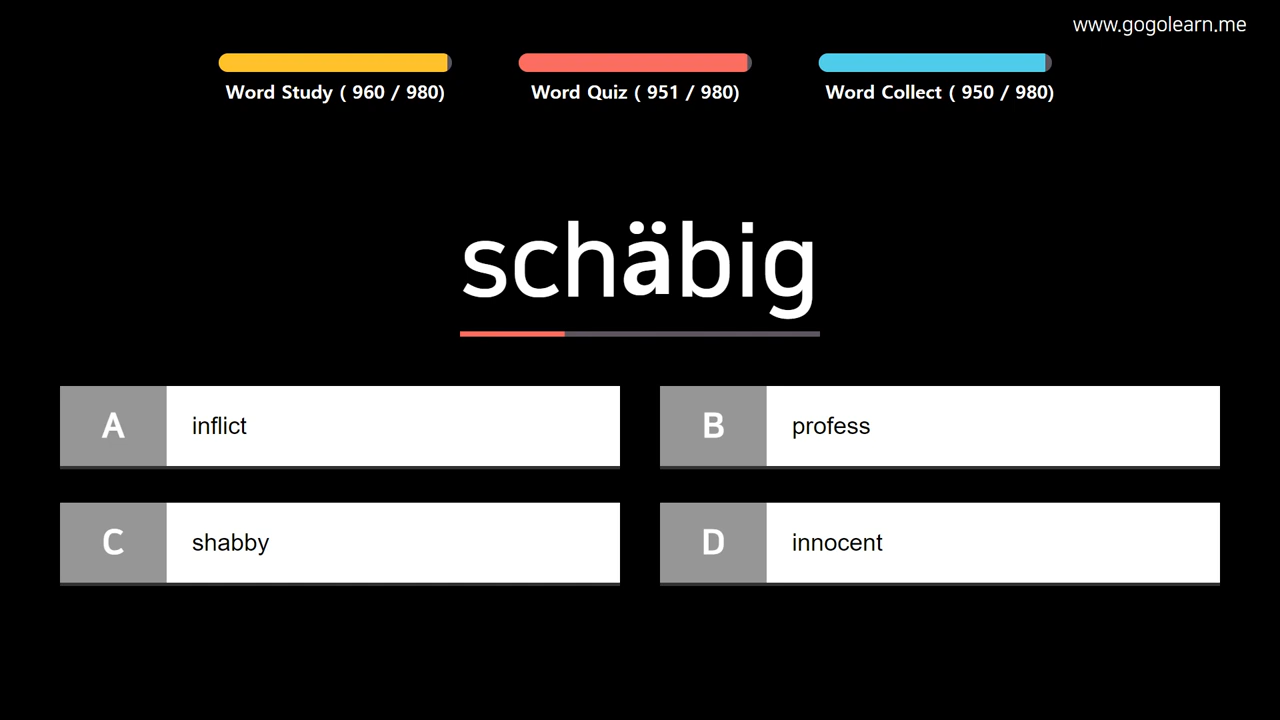 www.gogolearn.me
Word Study ( 960 / 980)
Word Quiz ( 951 / 980)
Word Collect ( 950 / 980)
schäbig
A inflict
B profess
C shabby
D innocent